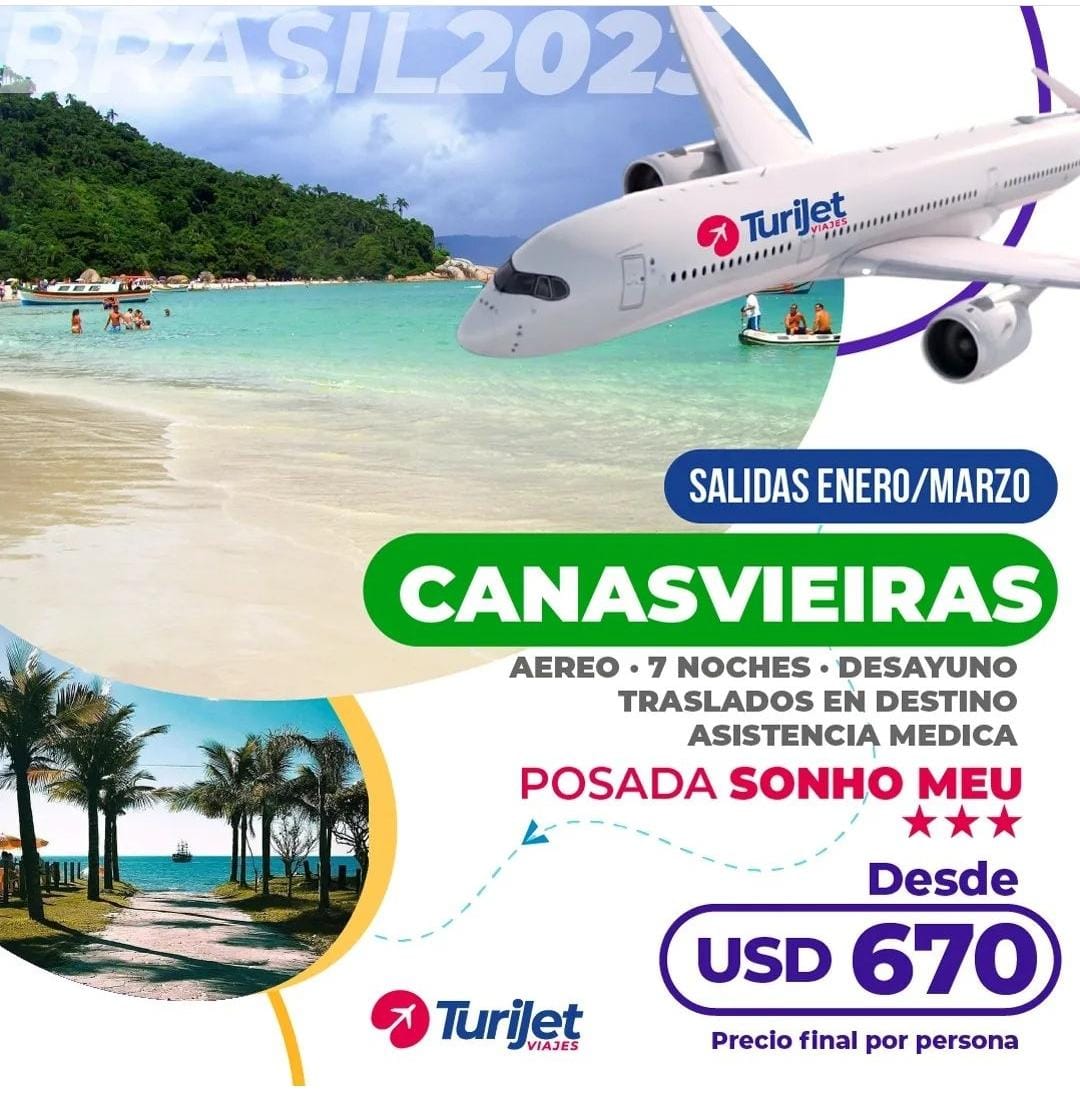 BRASIL2023
TuriJet
VIAJES
SALIDAS ENERO/MARZO
CANASVIEIRAS
AEREO • 7 NOCHES • DESAYUNO
TRASLADOS EN DESTINO
ASISTENCIA MEDICA
POSADA SONHO MEU
Desde
USD 670
Precio final por persona
TuriJet
VIAJES